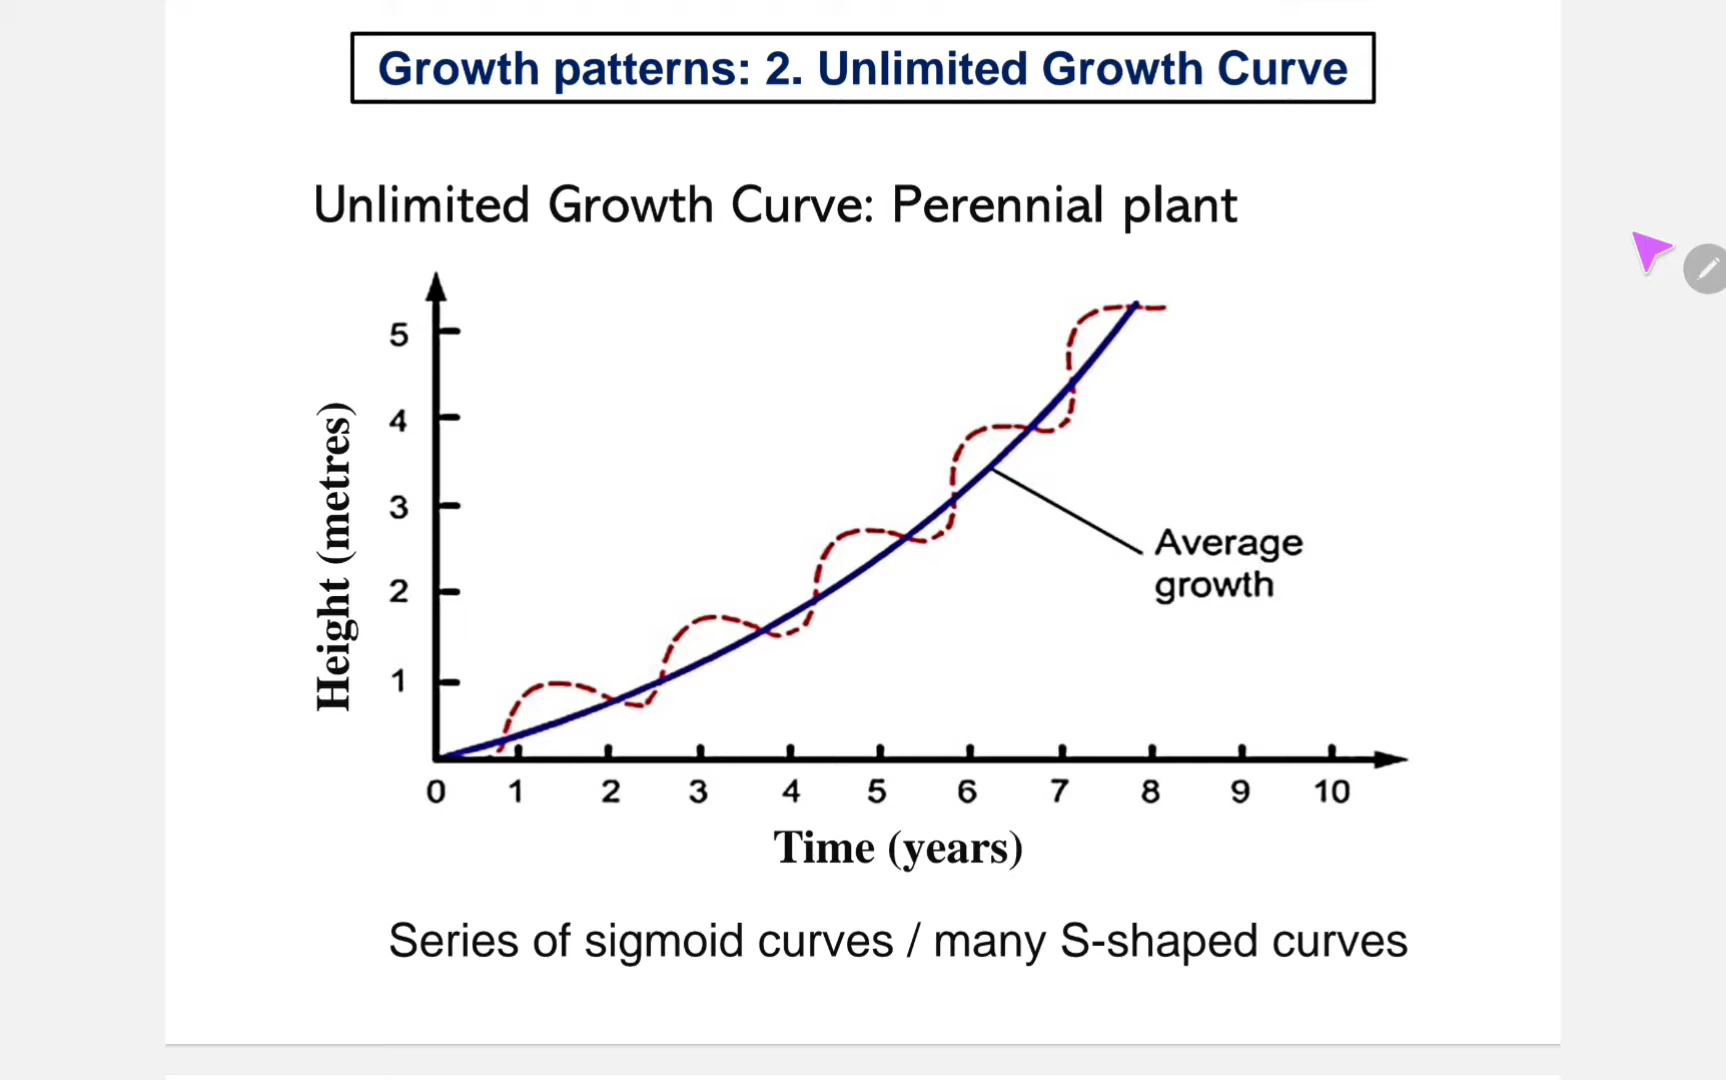 Growth patterns: 2. Unlimited Growth Curve
Unlimited Growth Curve: Perennial plant
Height (metres)
5
4
3
2
1
Average
growth
0 1 2 3 4 5 6 7 8 9 10
Time (years)
Series of sigmoid curves / many S-shaped curves